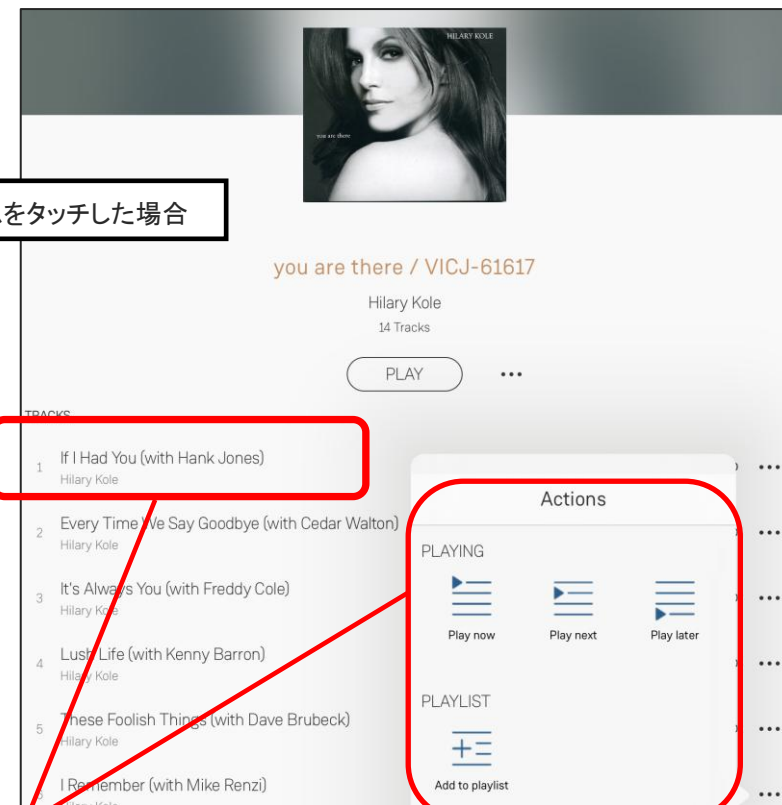 HILARY KOLE
you are there
をタッチした場合
you are there / VICJ-61617
Hilary Kole
14 Tracks
PLAY
TRACKS
1 If I Had You (with Hank Jones)
Hilary Kole
2 Every Time We Say Goodbye (with Cedar Walton)
Hilary Kole
3 It's Always You (with Freddy Cole)
Hilary Kole
4 Lush Life (with Kenny Barron)
Hilary Kole
5 These Foolish Things (with Dave Brubeck)
Hilary Kole
I Remember (with Mike Renzi)
Hilary Kole
Actions
PLAYING
Play now Play next Play later
PLAYLIST
Add to playlist